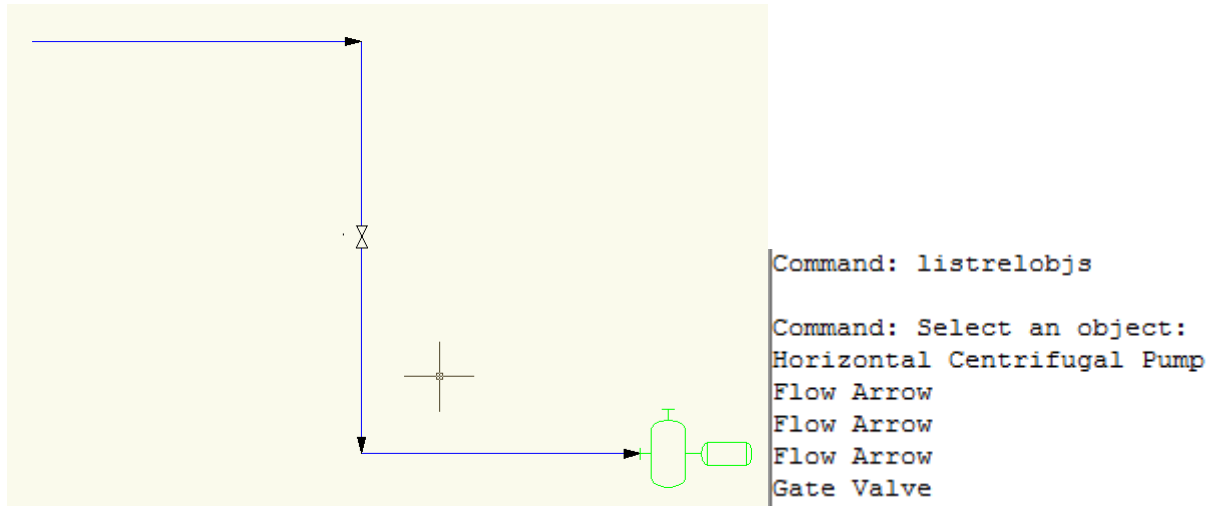 Command: listrelobjs
Command: Select an object:
Horizontal Centrifugal Pump
Flow Arrow
Flow Arrow
Flow Arrow
Gate Valve